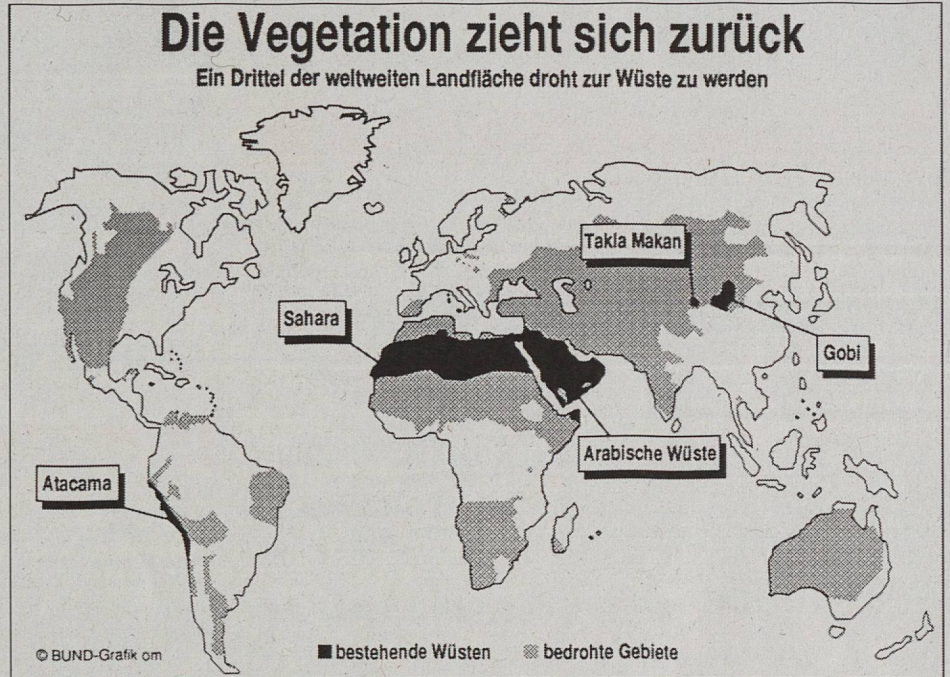 Die Vegetation zieht sich zurück
Ein Drittel der weltweiten Landfläche droht zur Wüste zu werden
Takla Makan
Sahara
Gobi
Arabische Wüste
Atacama
© BUND-Grafik om
bestehende Wüsten
bedrohte Gebiete